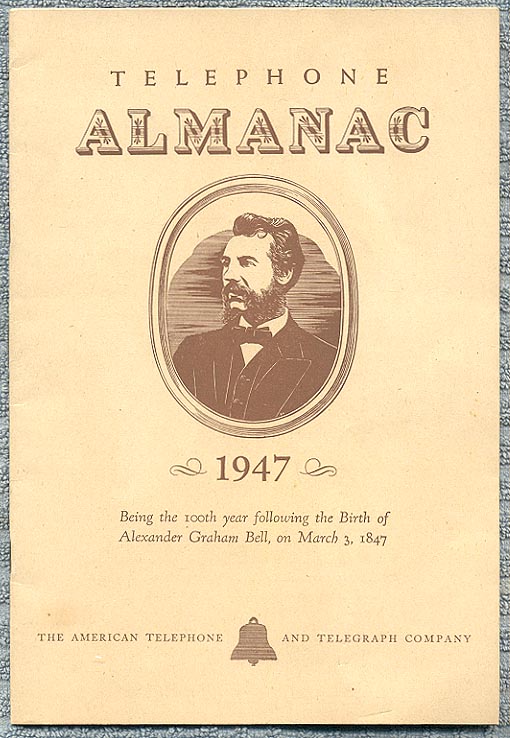 TELEPHONE
ALMANAC
1947
Being the 100th year following the Birth of
Alexander Graham Bell, on March 3, 1847
THE AMERICAN TELEPHONE AND TELEGRAPH COMPANY